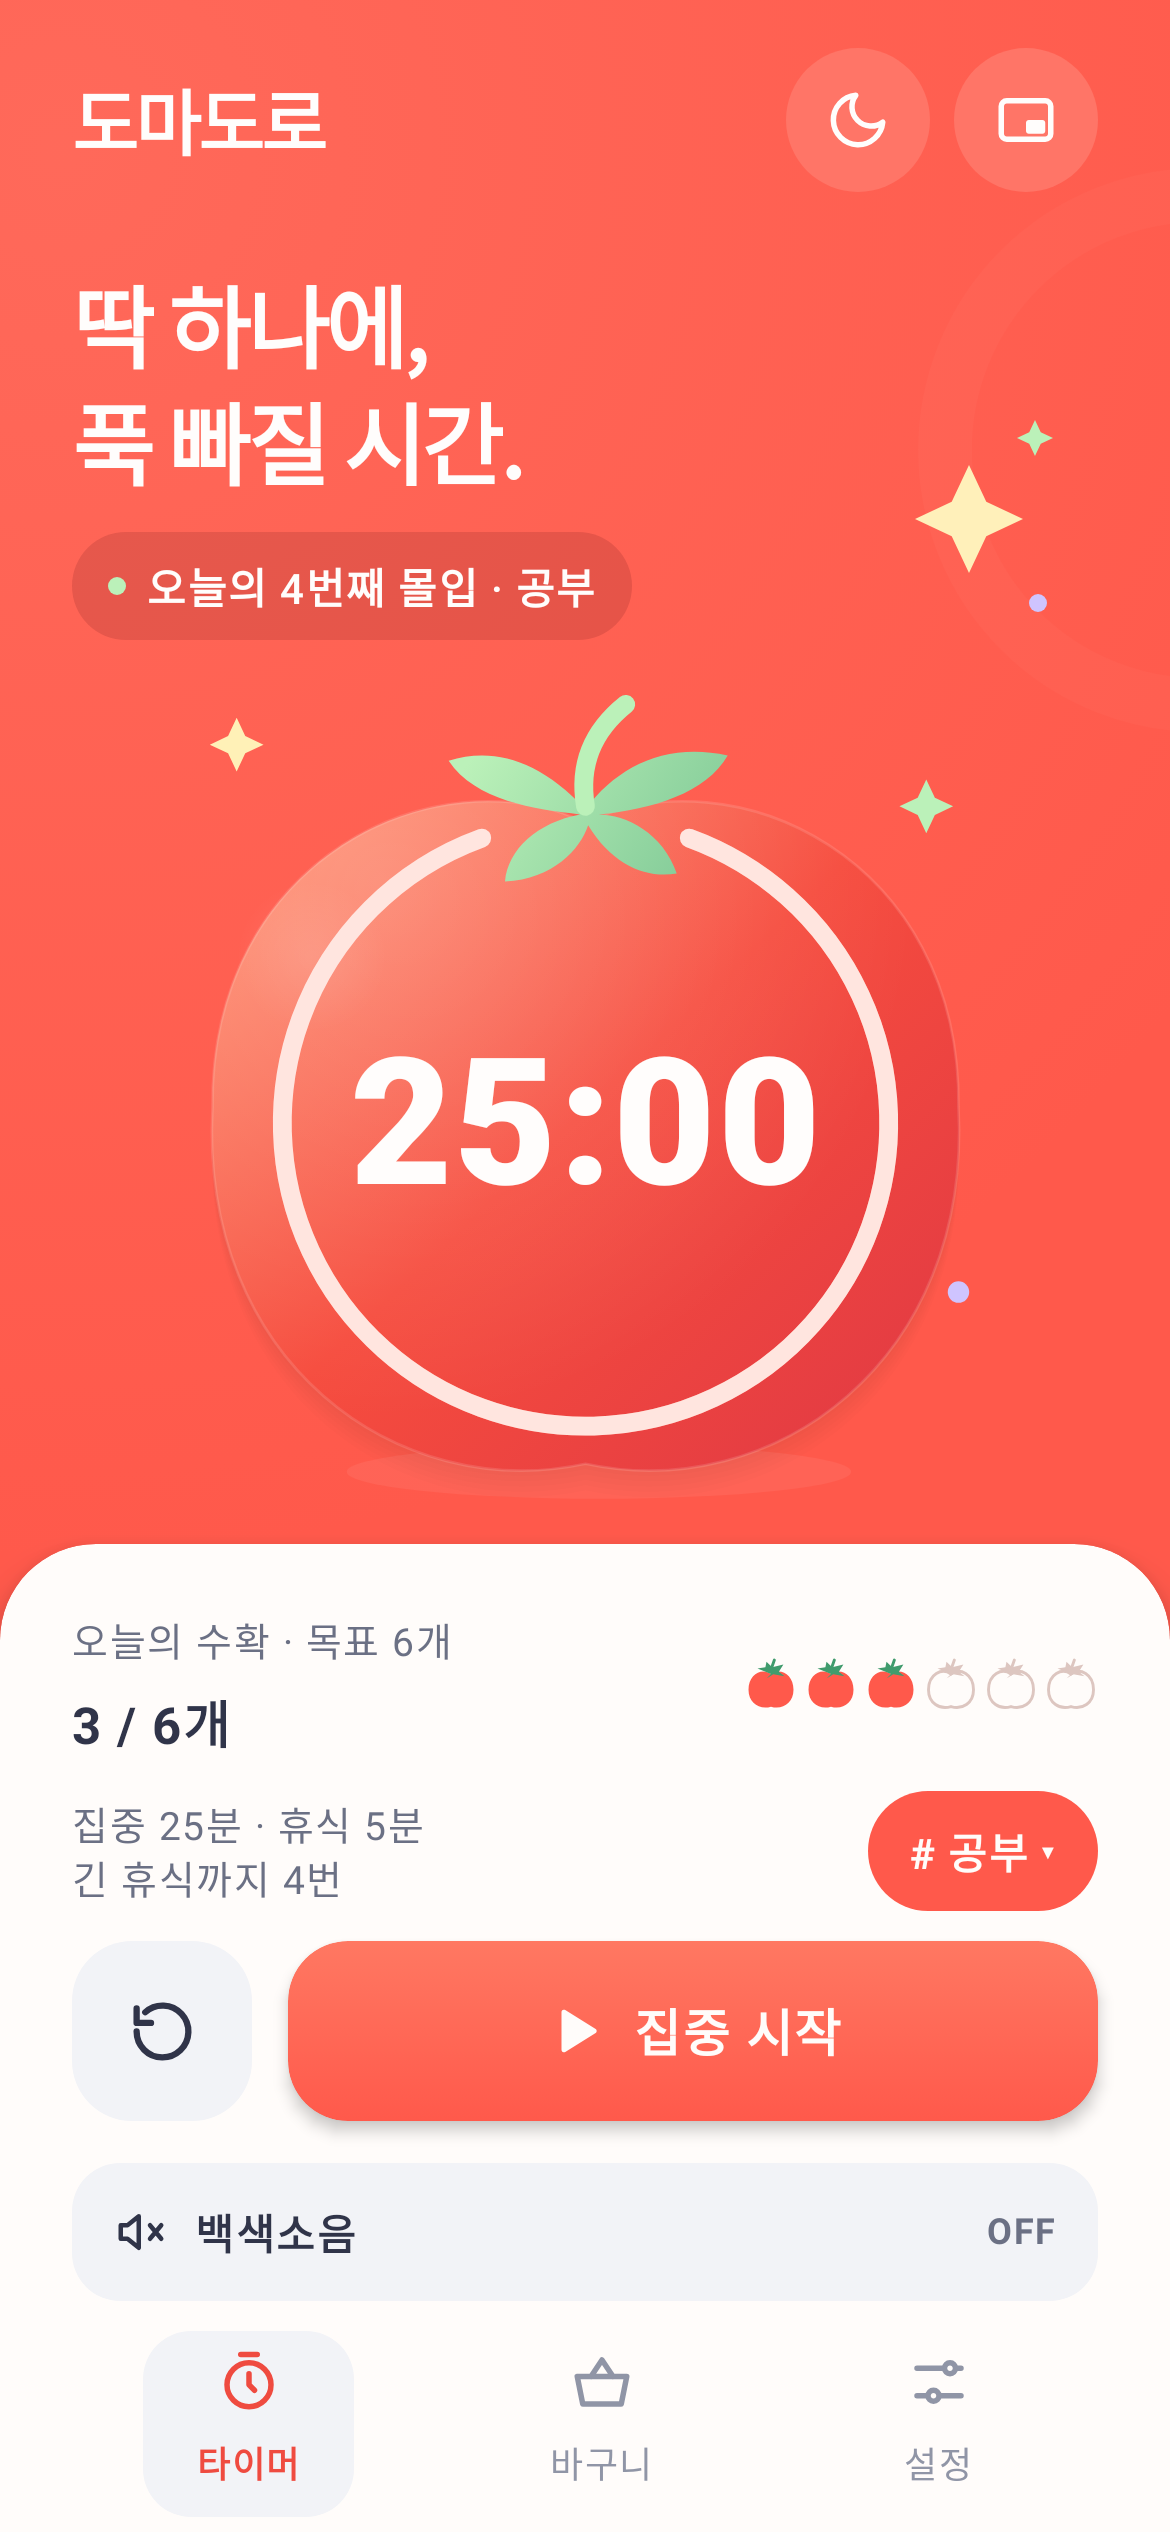 도마도로
딱 하나에,
푹 빠질 시간.
오늘의 4번째 몰입 · 공부
25:00
오늘의 수확 · 목표 6개
3 / 6개
집중 25분 · 휴식 5분
긴 휴식까지 4번
# 공부 ▾
집중 시작
백색소음
OFF
타이머
바구니
설정